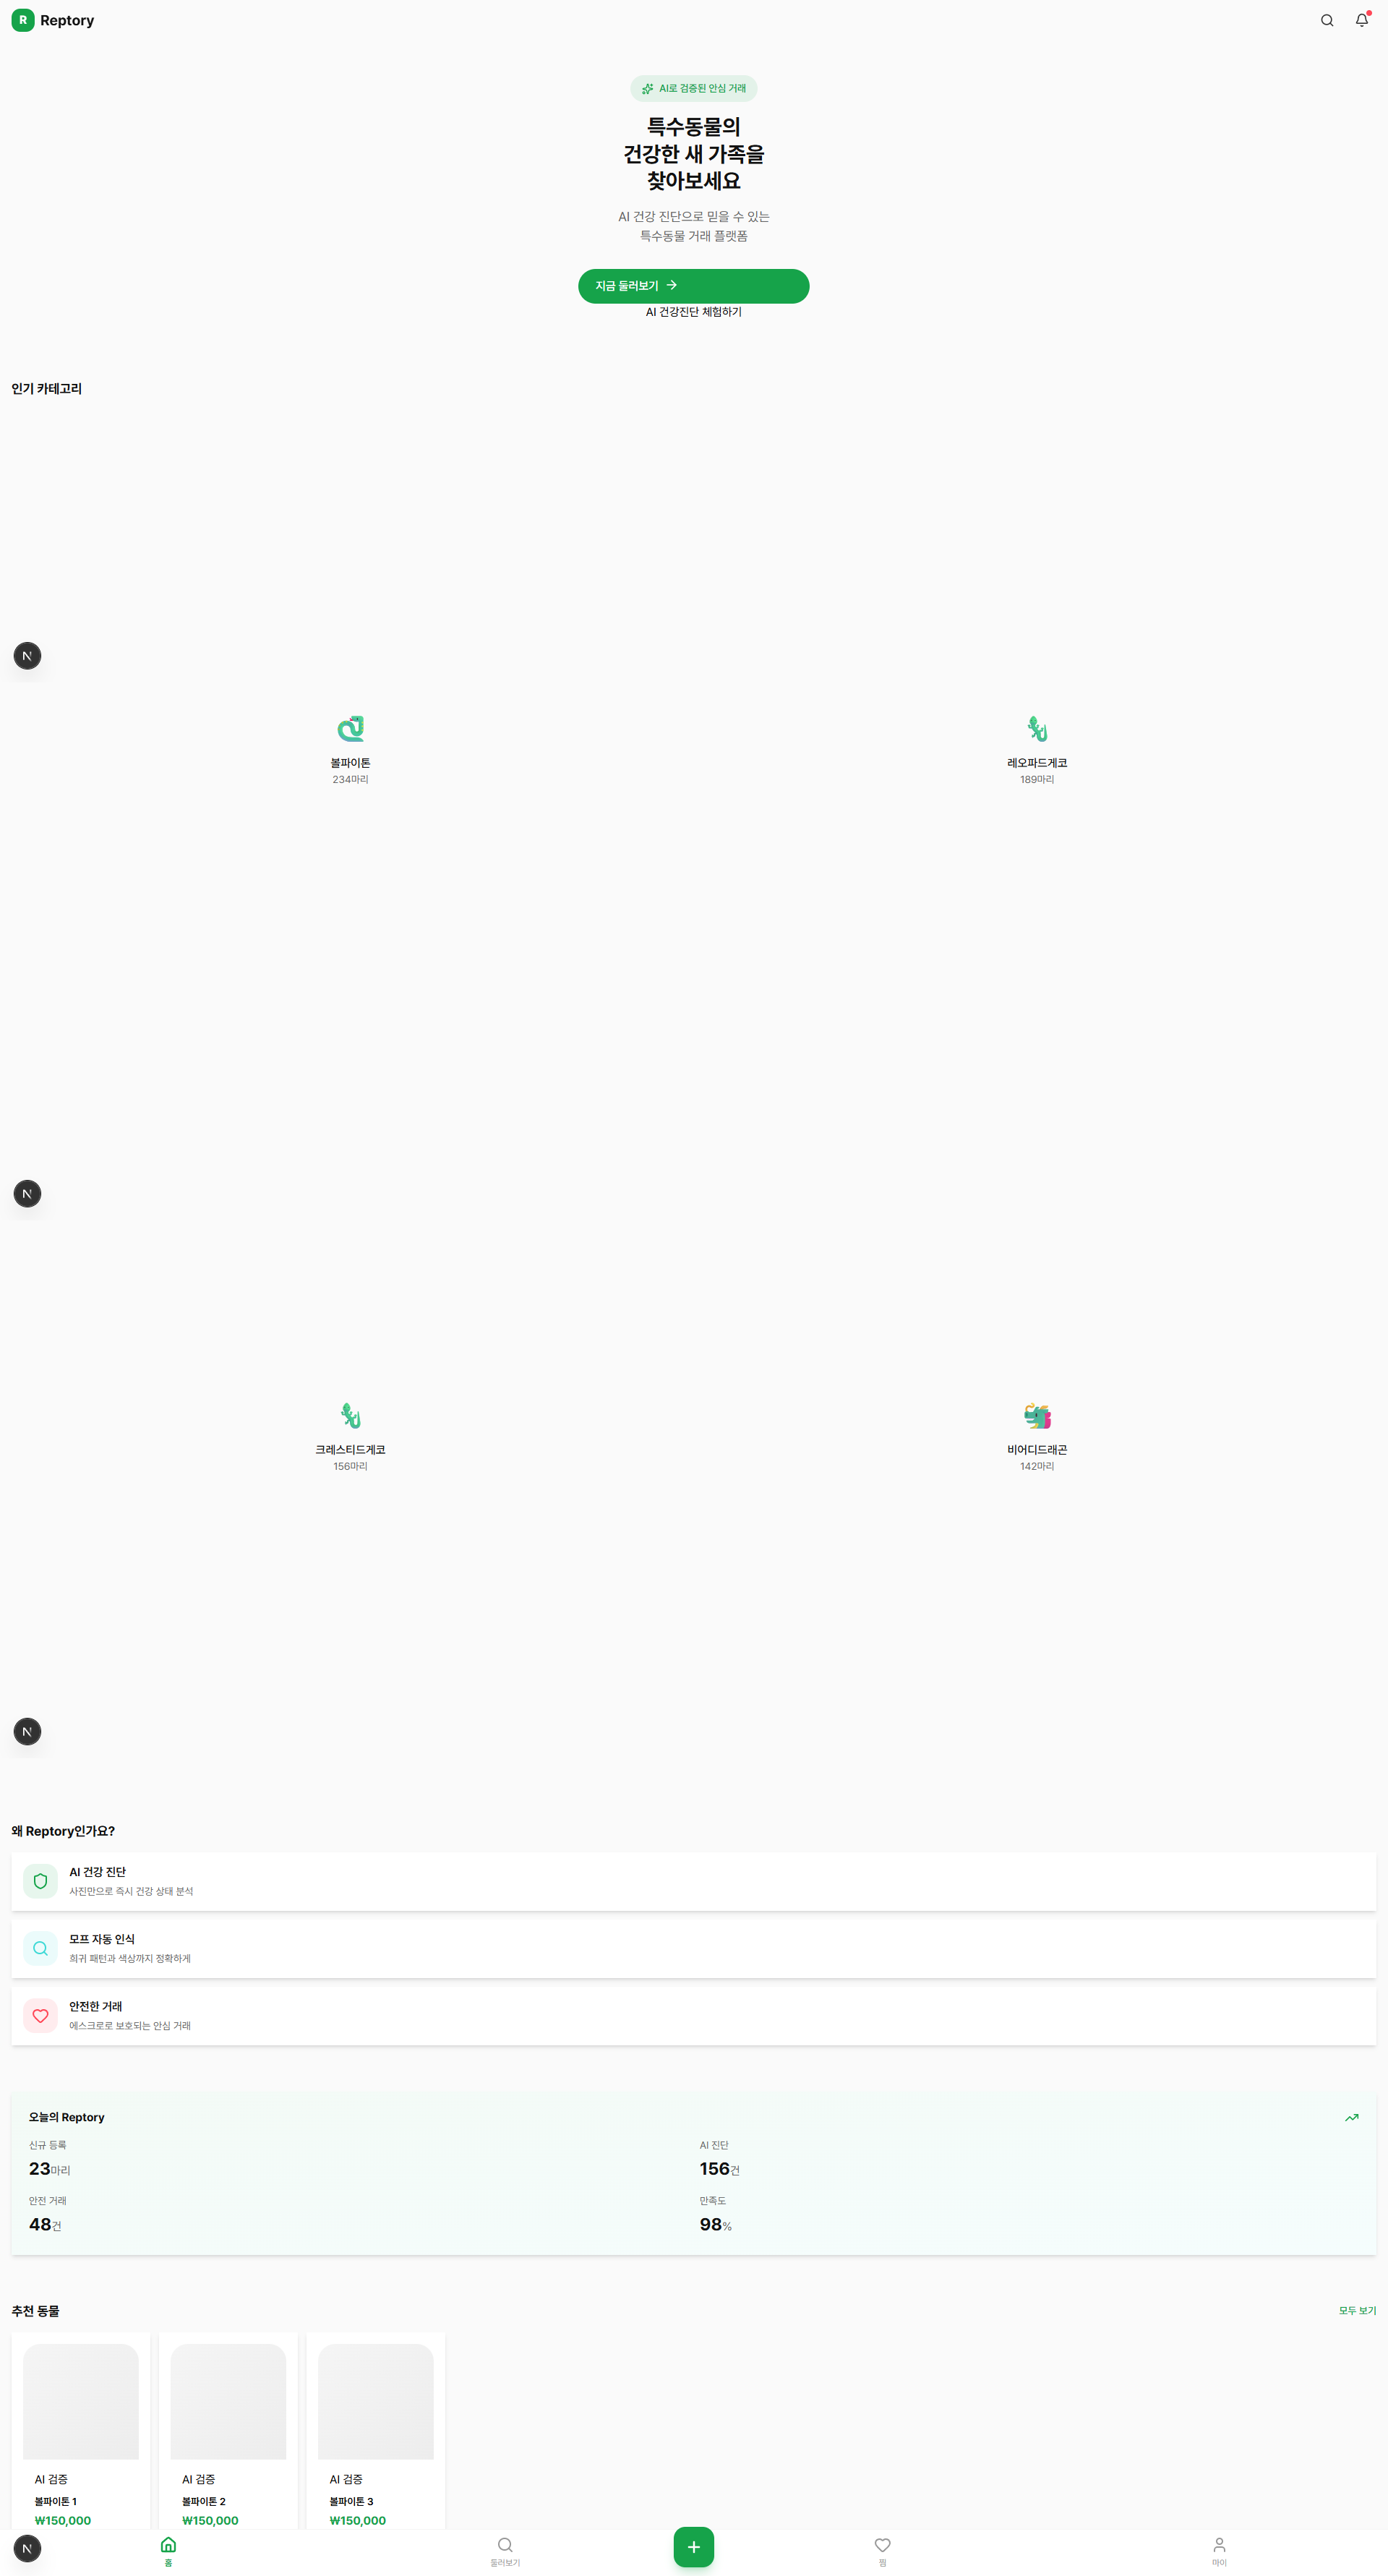 R Reptory
AI로 검증된 안심 거래
특수동물의
건강한 새 가족을
찾아보세요
AI 건강 진단으로 믿을 수 있는
특수동물 거래 플랫폼
지금 둘러보기
AI 건강진단 체험하기
인기 카테고리
N
볼파이톤
234마리
레오파드게코
189마리
N
크레스티드게코
156마리
비어디드래곤
142마리
N
왜 Reptory인가요?
AI 건강 진단
사진만으로 즉시 건강 상태 분석
모프 자동 인식
희귀 패턴과 색상까지 정확하게
안전한 거래
에스크로로 보호되는 안심 거래
오늘의 Reptory
신규 등록
23마리
AI 진단
156건
안전 거래
48건
만족도
98%
추천 동물
모두 보기
AI 검증
볼파이톤 1
₩150,000
AI 검증
볼파이톤 2
₩150,000
AI 검증
볼파이톤 3
₩150,000
N
홈
둘러보기
찜
마이